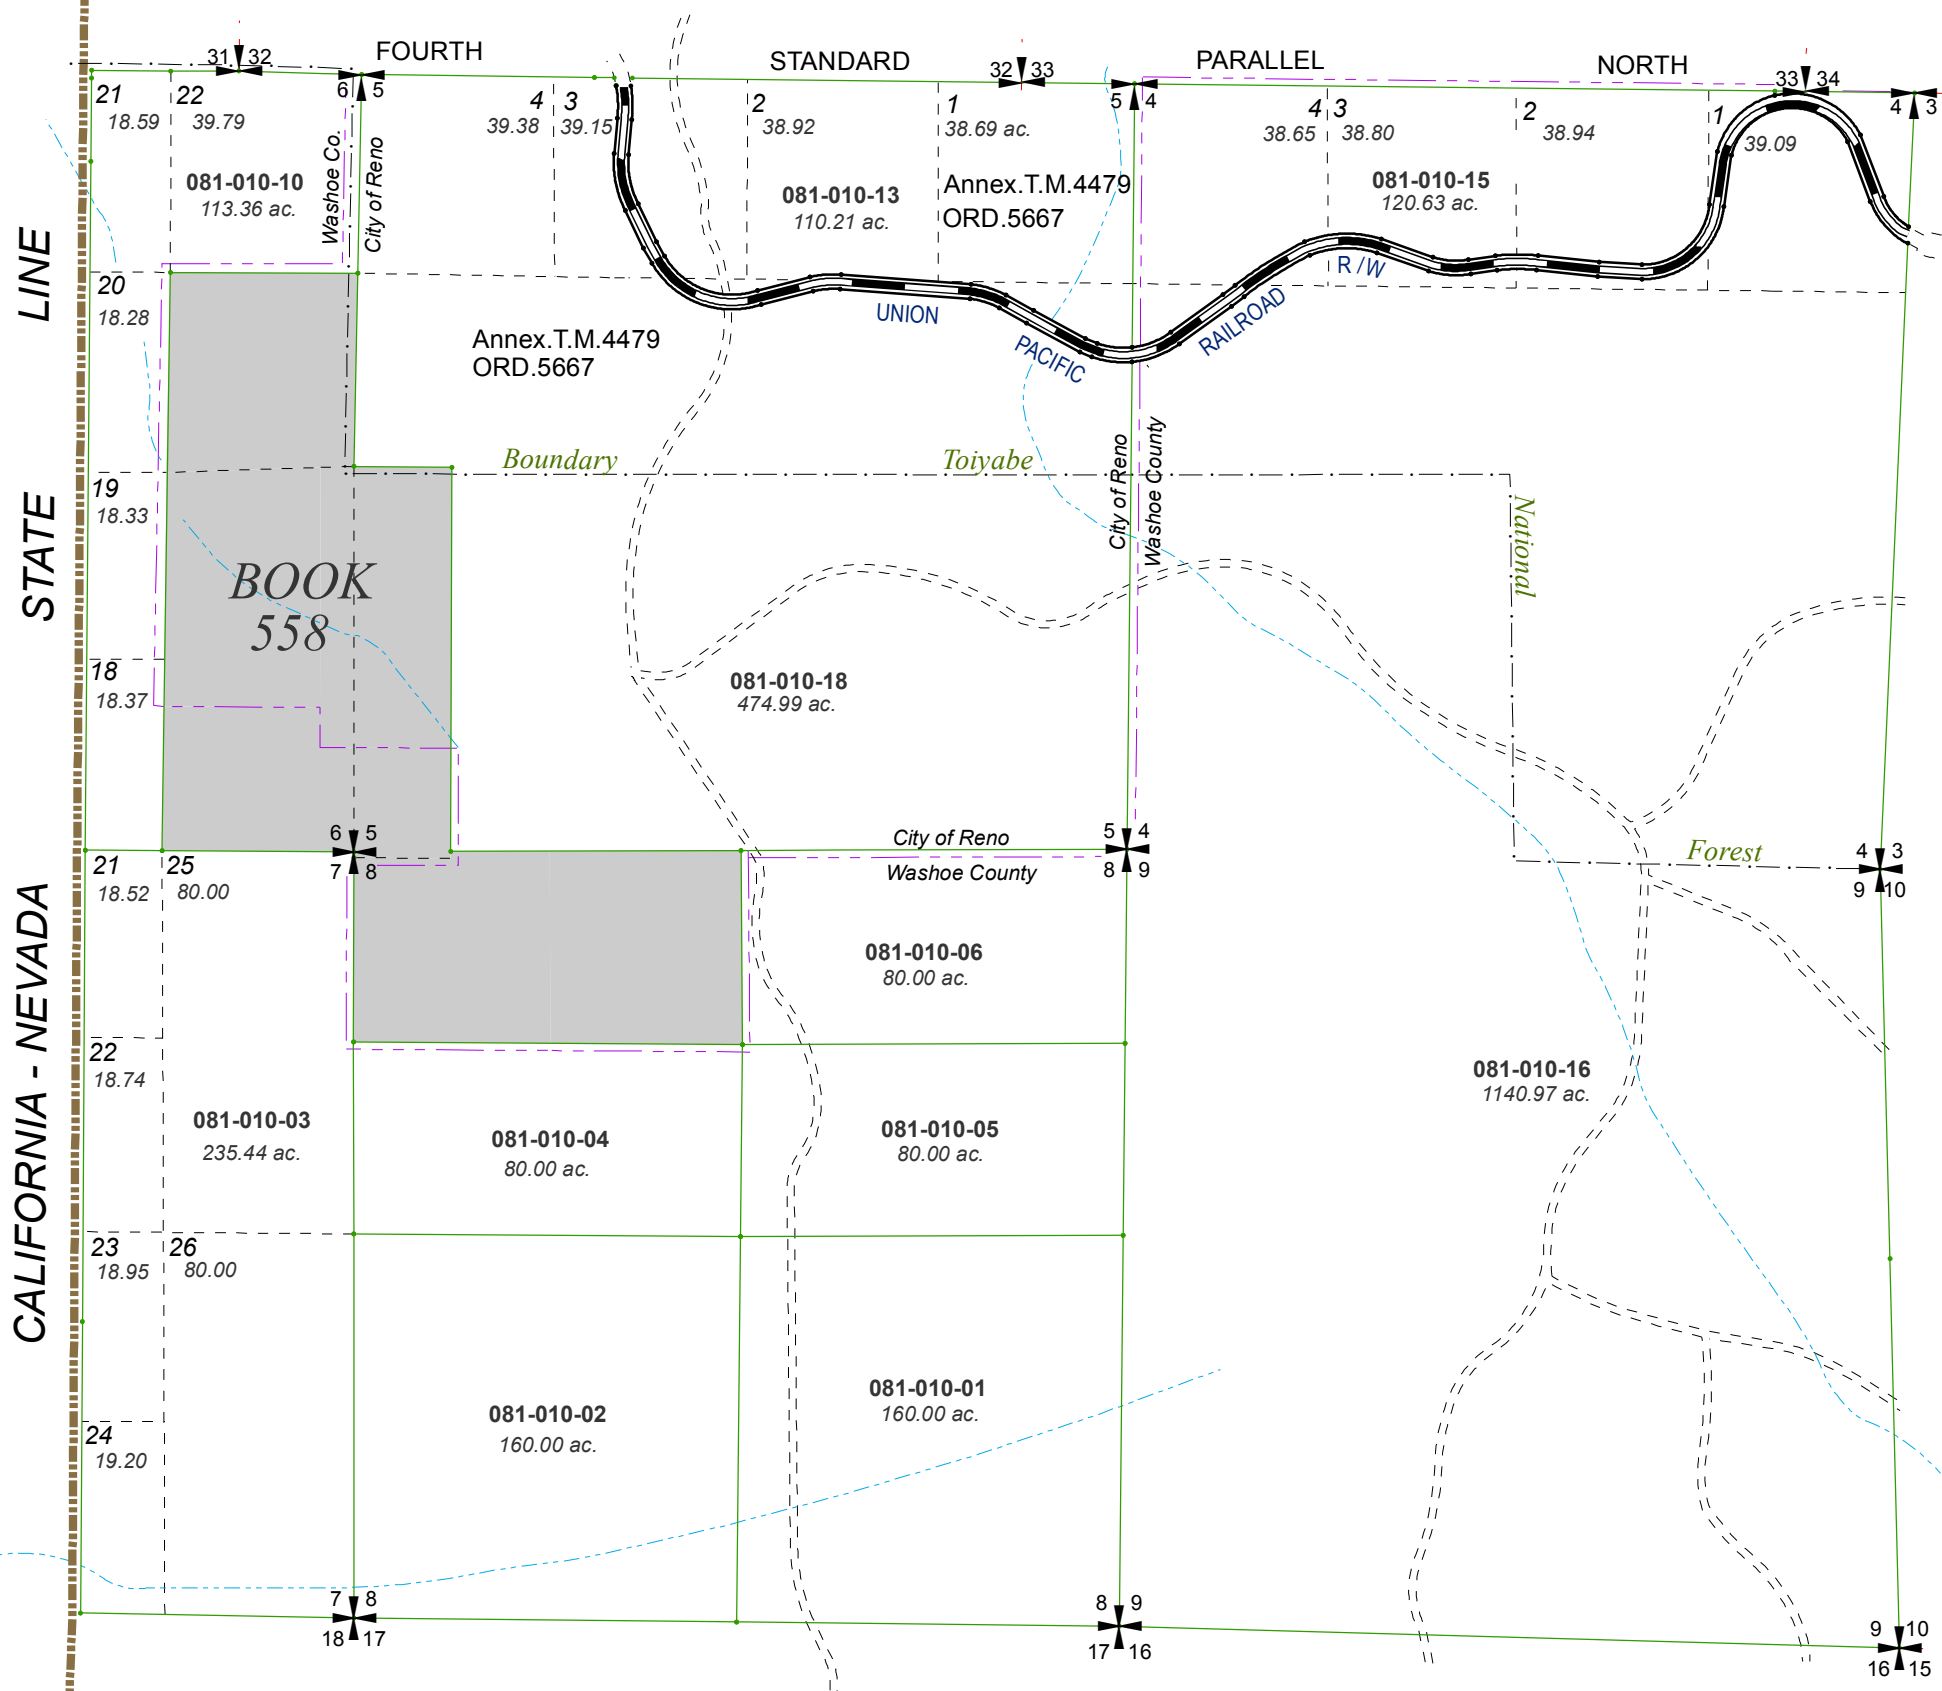 FOURTH STANDARD PARALLEL NORTH
31 32
32 33
33 34
6 5
5 4
4 3
21
18.59
22
39.79
4
39.38
3
39.15
2
38.92
1
38.69 ac.
4
38.65
3
38.80
2
38.94
1
39.09
081-010-10
113.36 ac.
Washoe Co.
City of Reno
081-010-13
110.21 ac.
Annex.T.M.4479
ORD.5667
081-010-15
120.63 ac.
20
18.28
Annex.T.M.4479
ORD.5667
UNION PACIFIC RAILROAD R/W
Boundary Toiyabe National Forest
City of Reno
Washoe County
19
18.33
BOOK
558
18
18.37
081-010-18
474.99 ac.
City of Reno
Washoe County
6 5
7 8
5 4
8 9
4 3
9 10
21
18.52
25
80.00
081-010-06
80.00 ac.
22
18.74
081-010-03
235.44 ac.
081-010-04
80.00 ac.
081-010-05
80.00 ac.
081-010-16
1140.97 ac.
23
18.95
26
80.00
24
19.20
081-010-02
160.00 ac.
081-010-01
160.00 ac.
7 8
18 17
8 9
17 16
9 10
16 15
CALIFORNIA - NEVADA STATE LINE